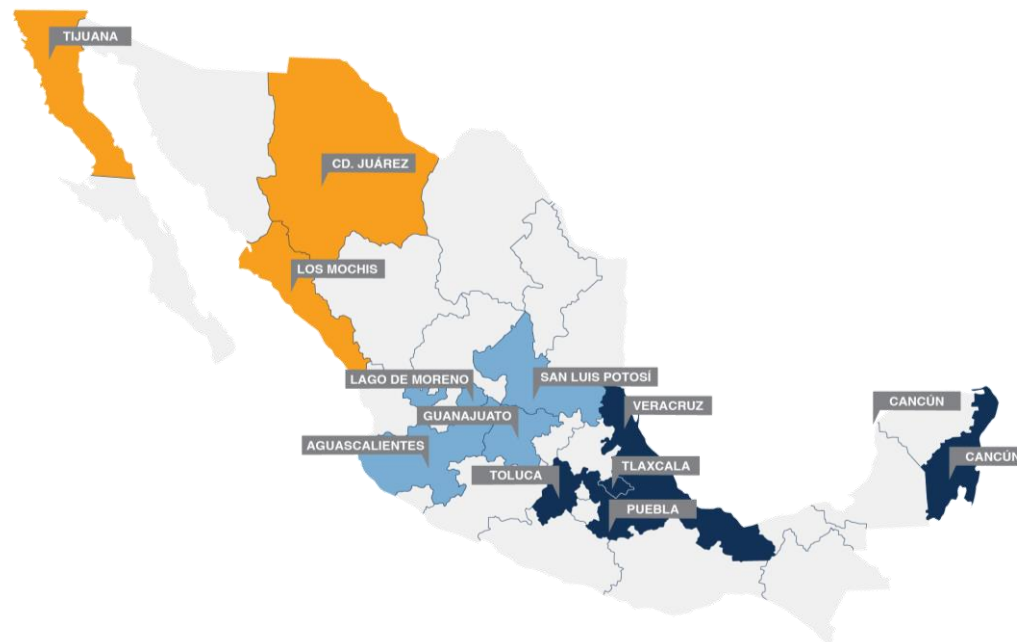 TIJUANA
CD. JUÁREZ
LOS MOCHIS
LAGO DE MORENO
SAN LUIS POTOSÍ
CANCÚN
VERACRUZ
GUANAJUATO
AGUASCALIENTES
CANCÚN
TLAXCALA
TOLUCA
PUEBLA